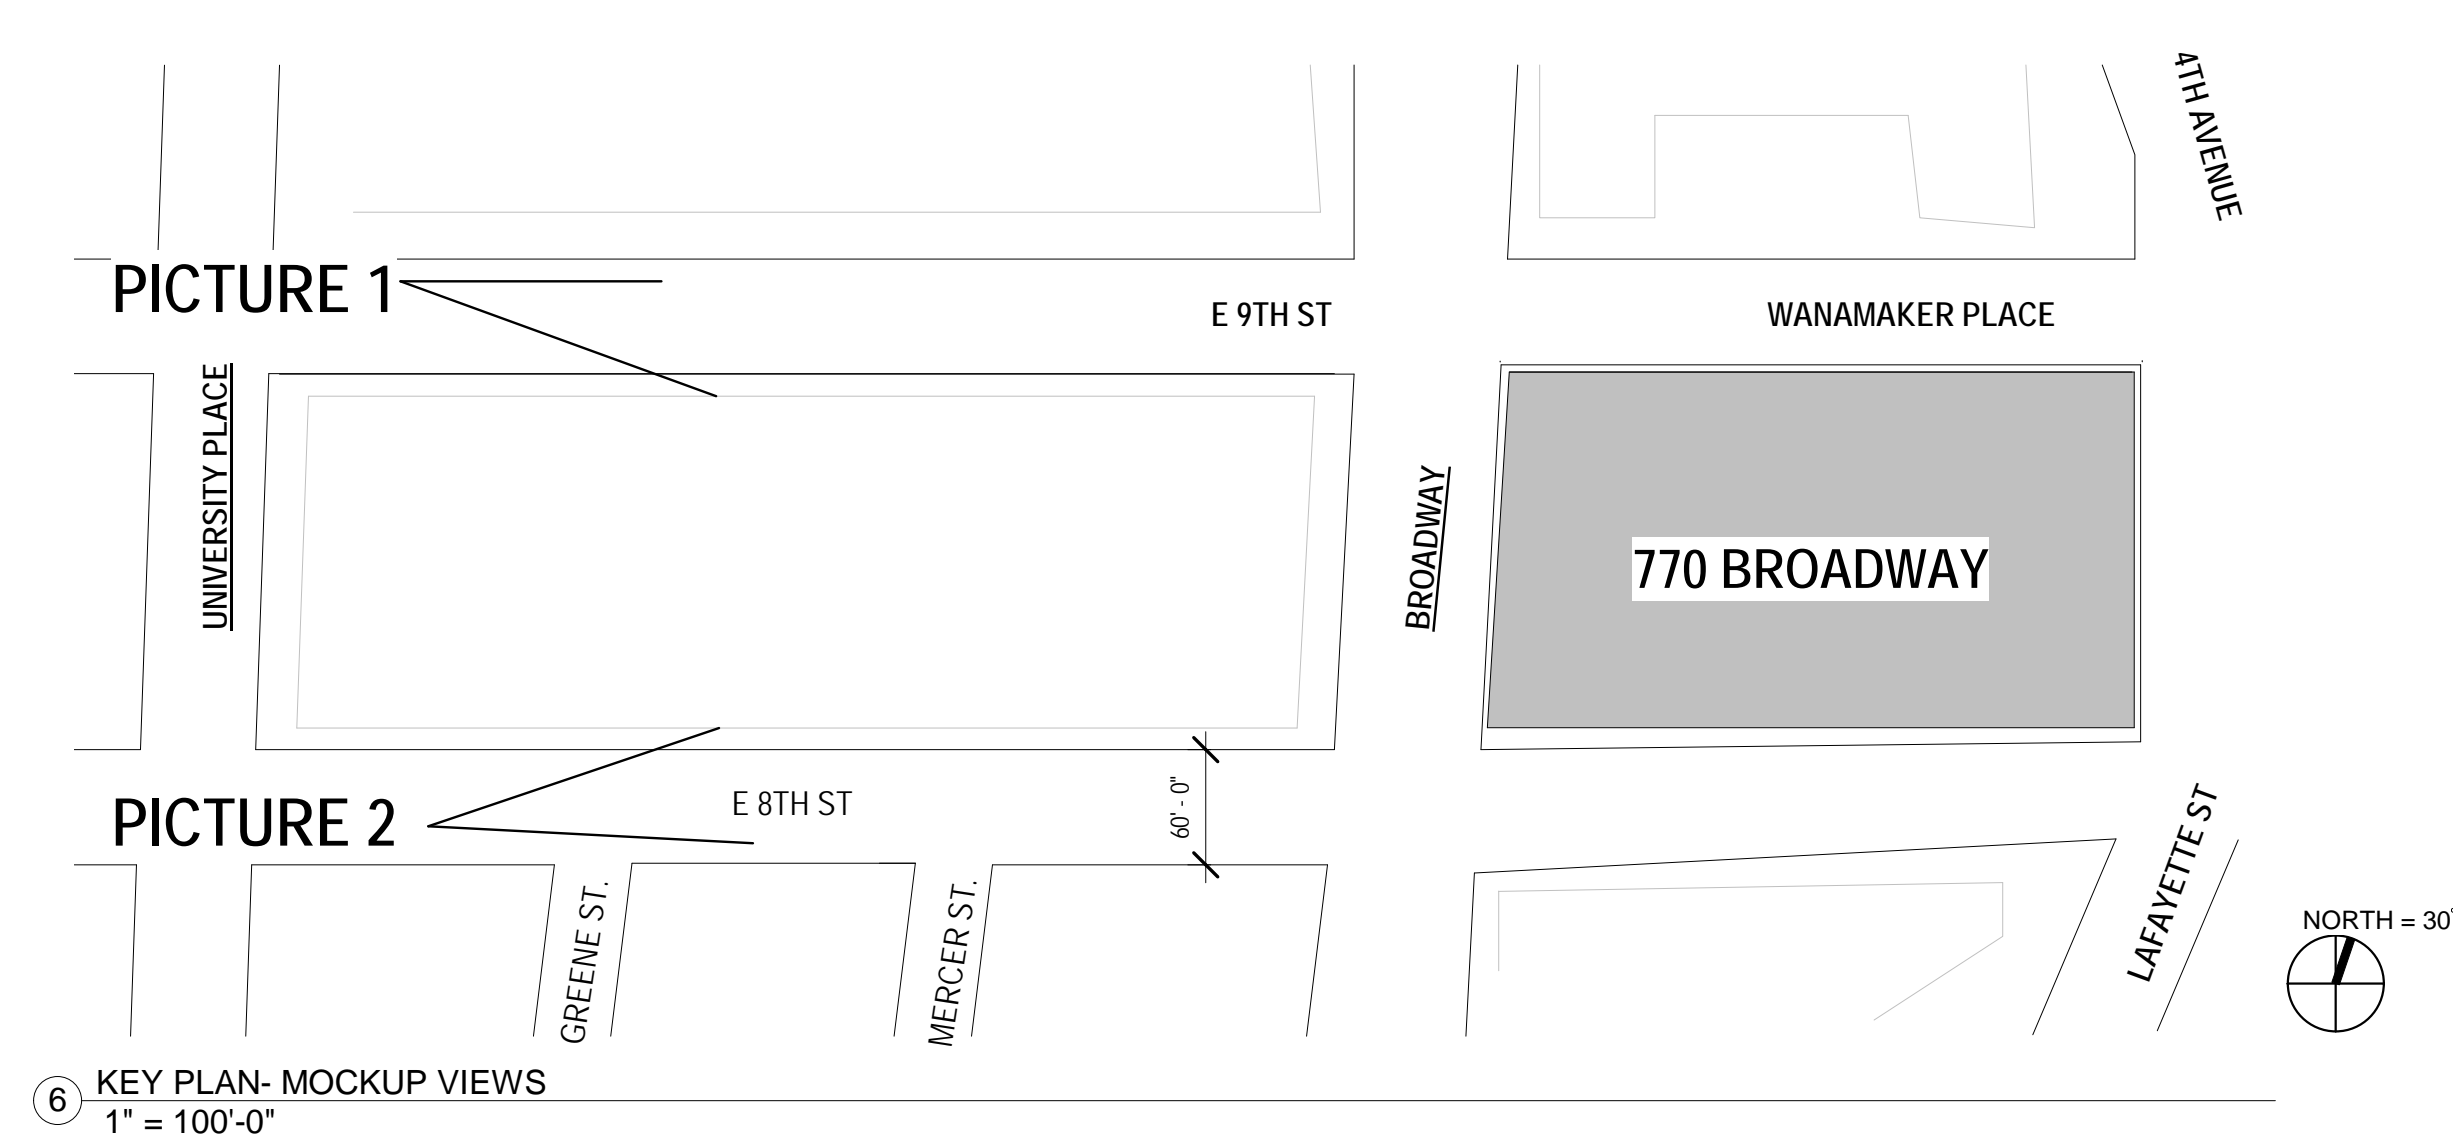 4TH AVENUE
PICTURE 1
E 9TH ST
WANAMAKER PLACE
UNIVERSITY PLACE
BROADWAY
770 BROADWAY
PICTURE 2
E 8TH ST
60' - 0"
LAFAYETTE ST
GREENE ST.
MERCER ST.
NORTH = 30°
6
KEY PLAN- MOCKUP VIEWS
1" = 100'-0"